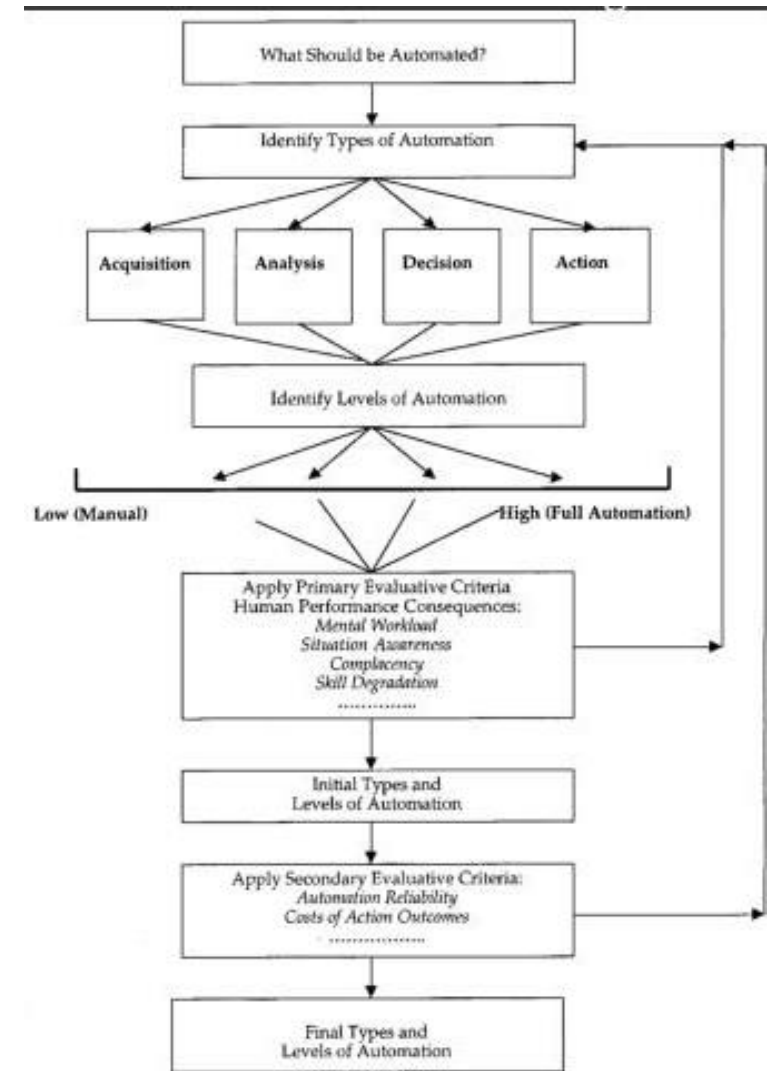 What Should be Automated?
Identify Types of Automation
Acquisition
Analysis
Decision
Action
Identify Levels of Automation
Low (Manual)
High (Full Automation)
Apply Primary Evaluative Criteria
Human Performance Consequences:
Mental Workload
Situation Awareness
Complacency
Skill Degradation
..............
Initial Types and
Levels of Automation
Apply Secondary Evaluative Criteria:
Automation Reliability
Costs of Action Outcomes
..................
Final Types and
Levels of Automation